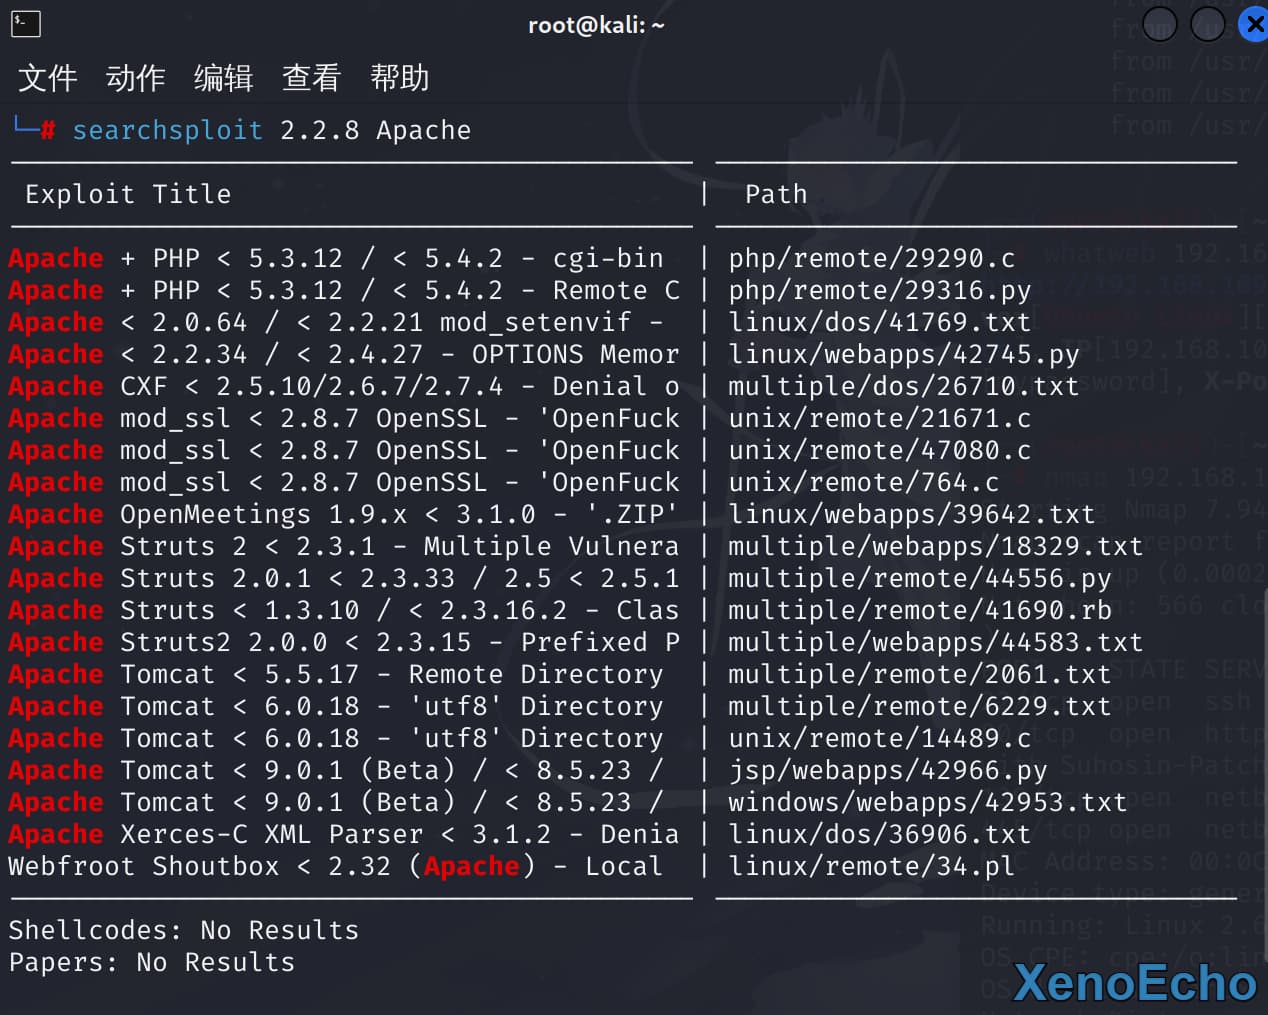 root@kali: ~
文件 动作 编辑 查看 帮助
└─# searchsploit 2.2.8 Apache
Exploit Title | Path
Apache + PHP < 5.3.12 / < 5.4.2 - cgi-bin | php/remote/29290.c
Apache + PHP < 5.3.12 / < 5.4.2 - Remote C | php/remote/29316.py
Apache < 2.0.64 / < 2.2.21 mod_setenvif - | linux/dos/41769.txt
Apache < 2.2.34 / < 2.4.27 - OPTIONS Memor | linux/webapps/42745.py
Apache CXF < 2.5.10/2.6.7/2.7.4 - Denial o | multiple/dos/26710.txt
Apache mod_ssl < 2.8.7 OpenSSL - 'OpenFuck | unix/remote/21671.c
Apache mod_ssl < 2.8.7 OpenSSL - 'OpenFuck | unix/remote/47080.c
Apache mod_ssl < 2.8.7 OpenSSL - 'OpenFuck | unix/remote/764.c
Apache OpenMeetings 1.9.x < 3.1.0 - '.ZIP' | linux/webapps/39642.txt
Apache Struts 2 < 2.3.1 - Multiple Vulnera | multiple/webapps/18329.txt
Apache Struts 2.0.1 < 2.3.33 / 2.5 < 2.5.1 | multiple/remote/44556.py
Apache Struts < 1.3.10 / < 2.3.16.2 - Clas | multiple/remote/41690.rb
Apache Struts2 2.0.0 < 2.3.15 - Prefixed P | multiple/webapps/44583.txt
Apache Tomcat < 5.5.17 - Remote Directory | multiple/remote/2061.txt
Apache Tomcat < 6.0.18 - 'utf8' Directory | multiple/remote/6229.txt
Apache Tomcat < 6.0.18 - 'utf8' Directory | unix/remote/14489.c
Apache Tomcat < 9.0.1 (Beta) / < 8.5.23 / | jsp/webapps/42966.py
Apache Tomcat < 9.0.1 (Beta) / < 8.5.23 / | windows/webapps/42953.txt
Apache Xerces-C XML Parser < 3.1.2 - Denia | linux/dos/36906.txt
Webfroot Shoutbox < 2.32 (Apache) - Local | linux/remote/34.pl
Shellcodes: No Results
Papers: No Results
XenoEcho